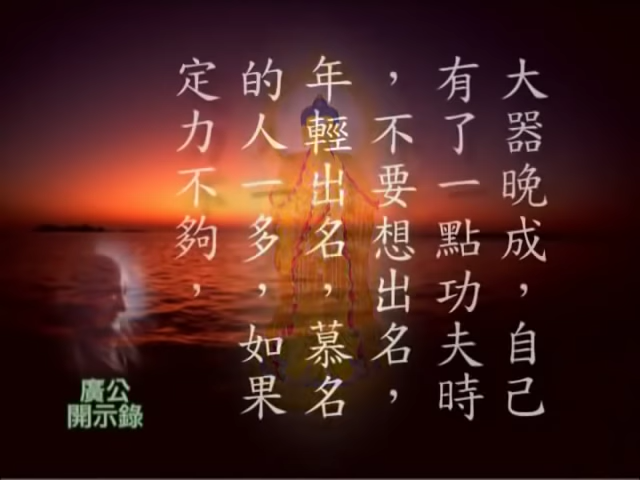 大器晚成，自己
有了一點功夫時
，不要想出名，
年輕出名，慕名
的人一多，如果
定力不夠，
廣公
開示錄